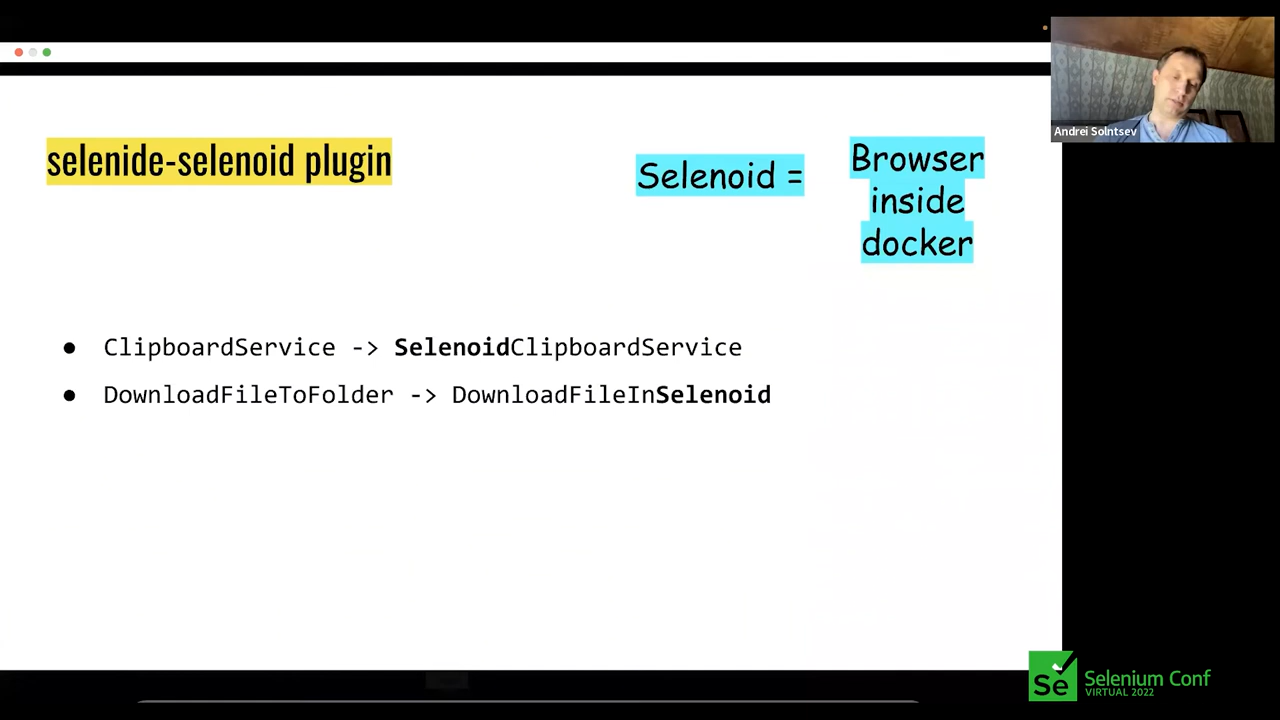 selenide-selenoid plugin
Selenoid =
Browser
inside
docker
● ClipboardService -> SelenoidClipboardService
● DownloadFileToFolder -> DownloadFileInSelenoid
Andrei Solntsev
Se
Selenium Conf
VIRTUAL 2022